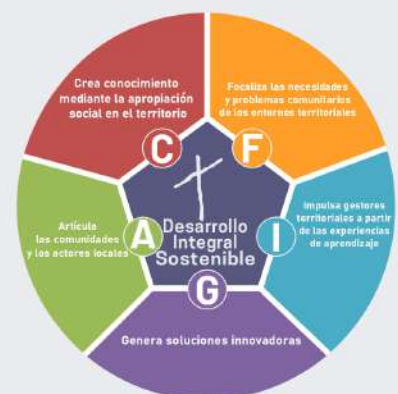 Crea conocimiento
mediante la apropiación
social en el territorio
C
Focaliza las necesidades
y problemas comunitarios
de los entornos territoriales
F
Impulsa gestores
territoriales a partir
de las experiencias
de aprendizaje
I
Genera soluciones innovadoras
G
Articula
las comunidades
y los actores locales
A
Desarrollo
Integral
Sostenible